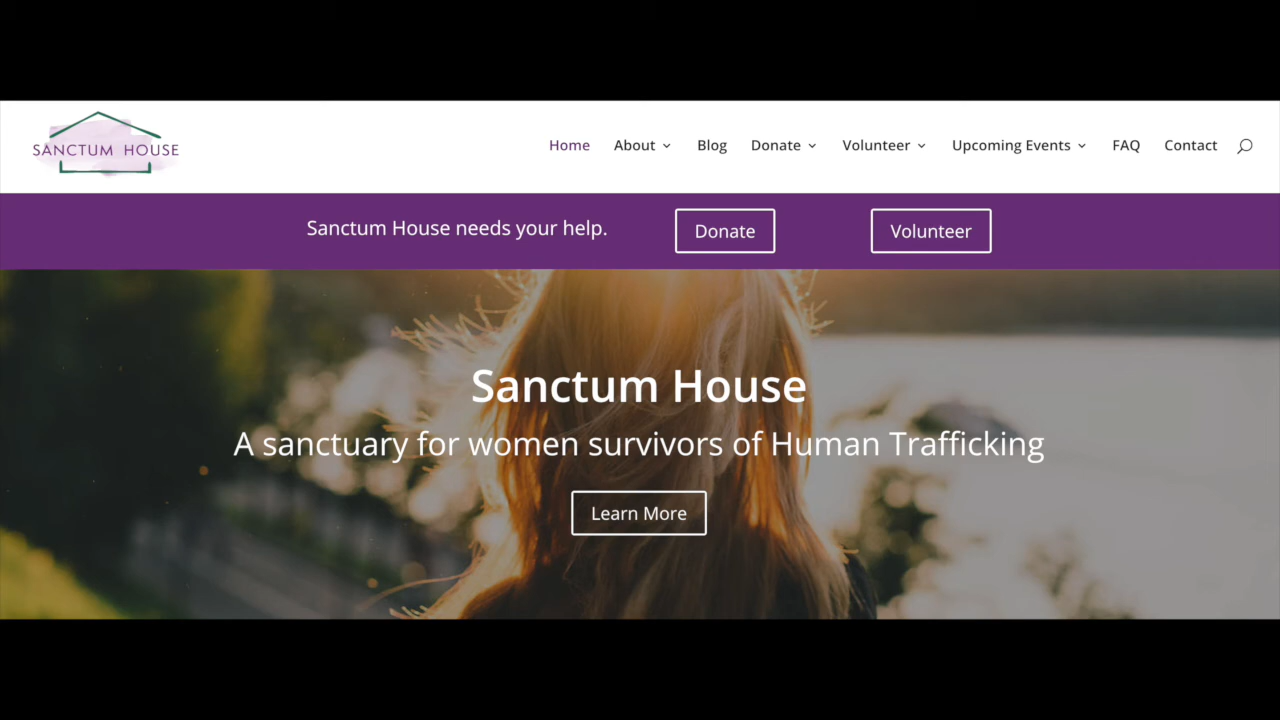 SANCTUM HOUSE
Home About Blog Donate Volunteer Upcoming Events FAQ Contact
Sanctum House needs your help. Donate Volunteer
Sanctum House
A sanctuary for women survivors of Human Trafficking
Learn More